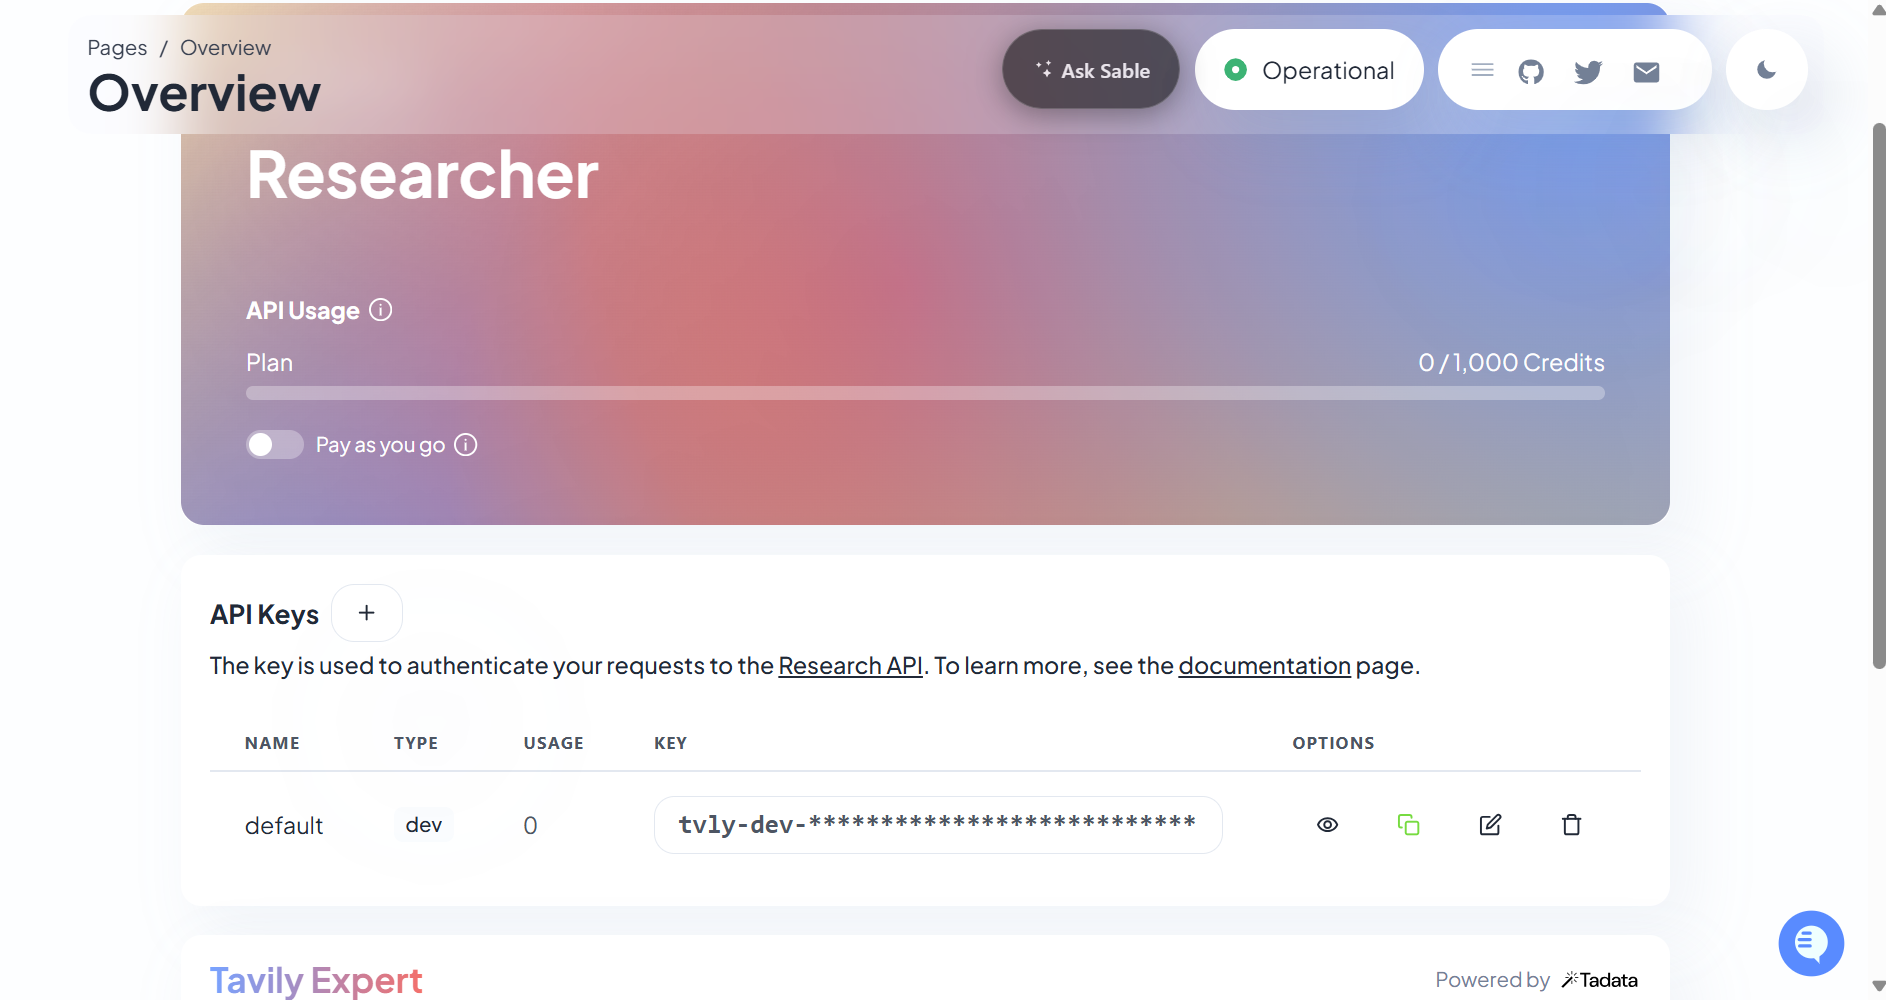 Pages / Overview
Overview
Ask Sable
Operational
Researcher
API Usage
Plan
0 / 1,000 Credits
Pay as you go
API Keys
+
The key is used to authenticate your requests to the Research API. To learn more, see the documentation page.
NAME TYPE USAGE KEY OPTIONS
default dev 0 tvly-dev-***************************
Tavily Expert
Powered by Tadata